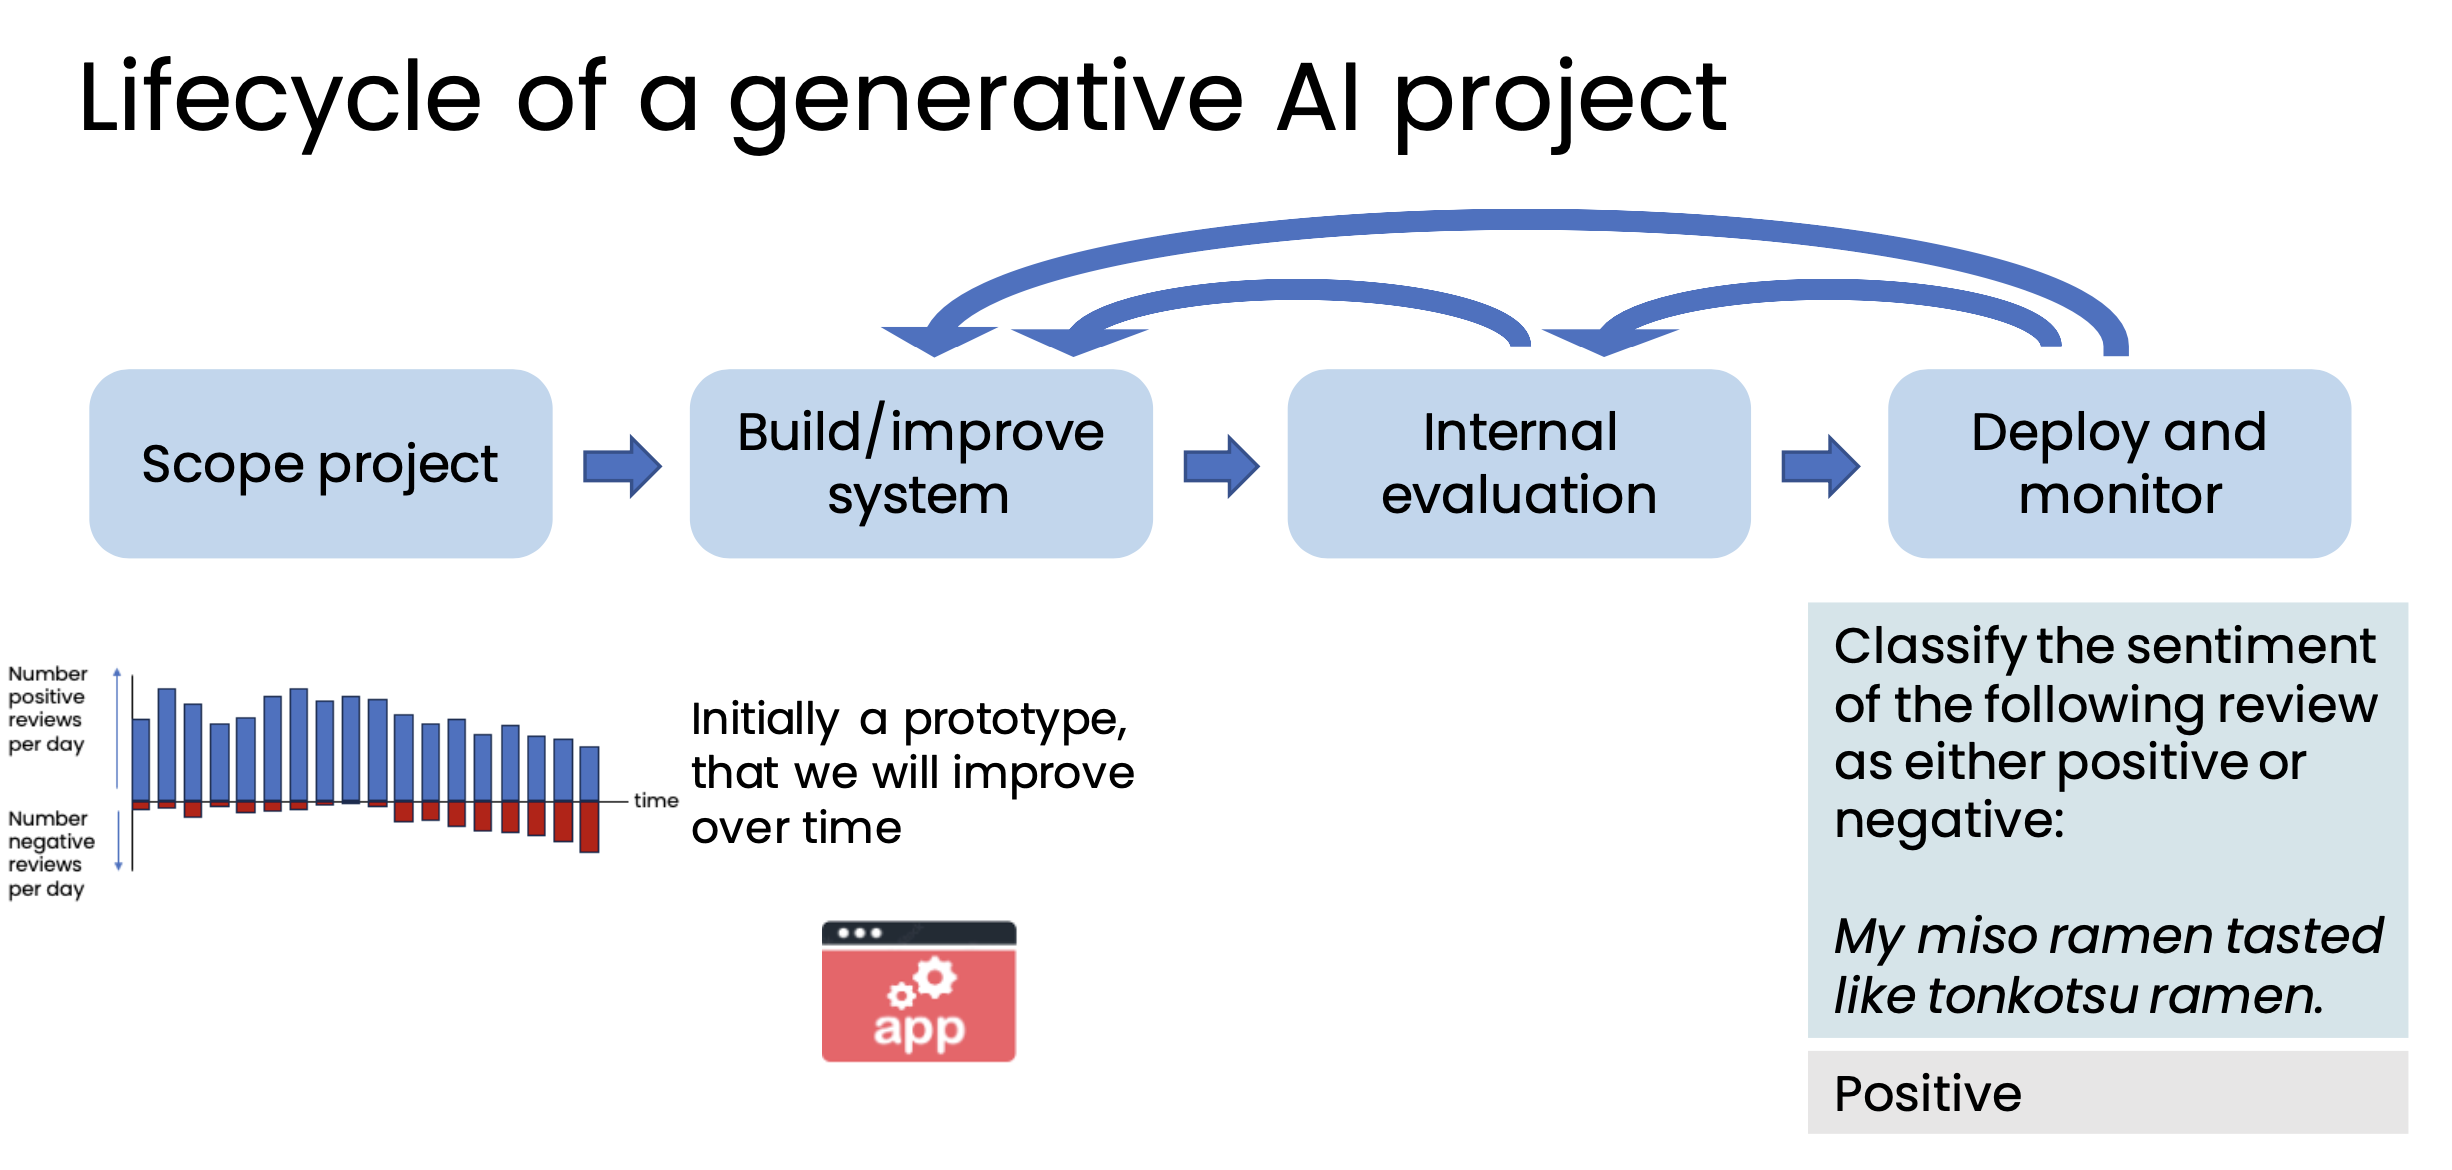 Lifecycle of a generative AI project
Scope project
Build/improve
system
Internal
evaluation
Deploy and
monitor
Number
positive
reviews
per day
Number
negative
reviews
per day
time
Initially a prototype,
that we will improve
over time
app
Classify the sentiment
of the following review
as either positive or
negative:
My miso ramen tasted
like tonkotsu ramen.
Positive